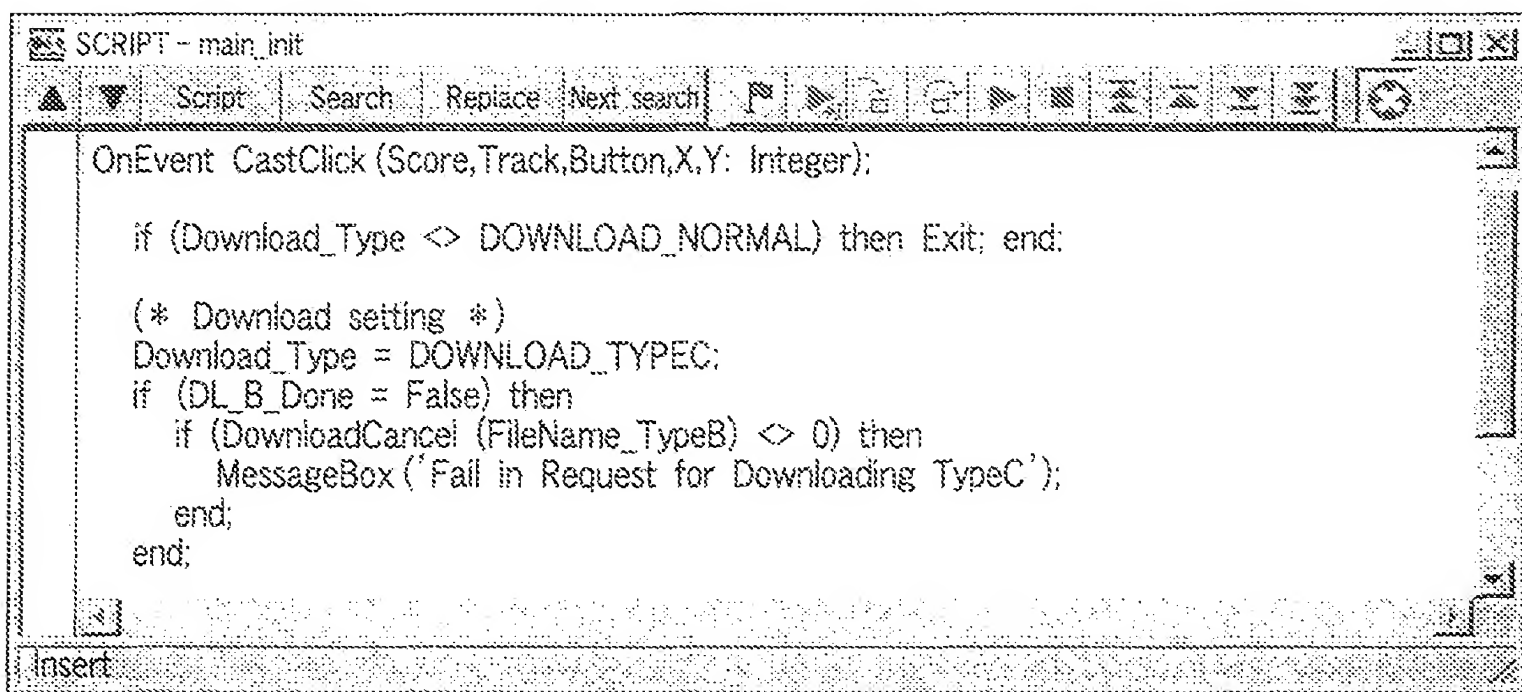 SCRIPT - main_init
Script Search Replace Next search
OnEvent CastClick (Score,Track,Button,X,Y: Integer);
if (Download_Type <> DOWNLOAD_NORMAL) then Exit; end;
(* Download setting *)
Download_Type = DOWNLOAD_TYPEC;
if (DL_B_Done = False) then
if (DownloadCancel (FileName_TypeB) <> 0) then
MessageBox ('Fail in Request for Downloading TypeC');
end;
end;
Insert